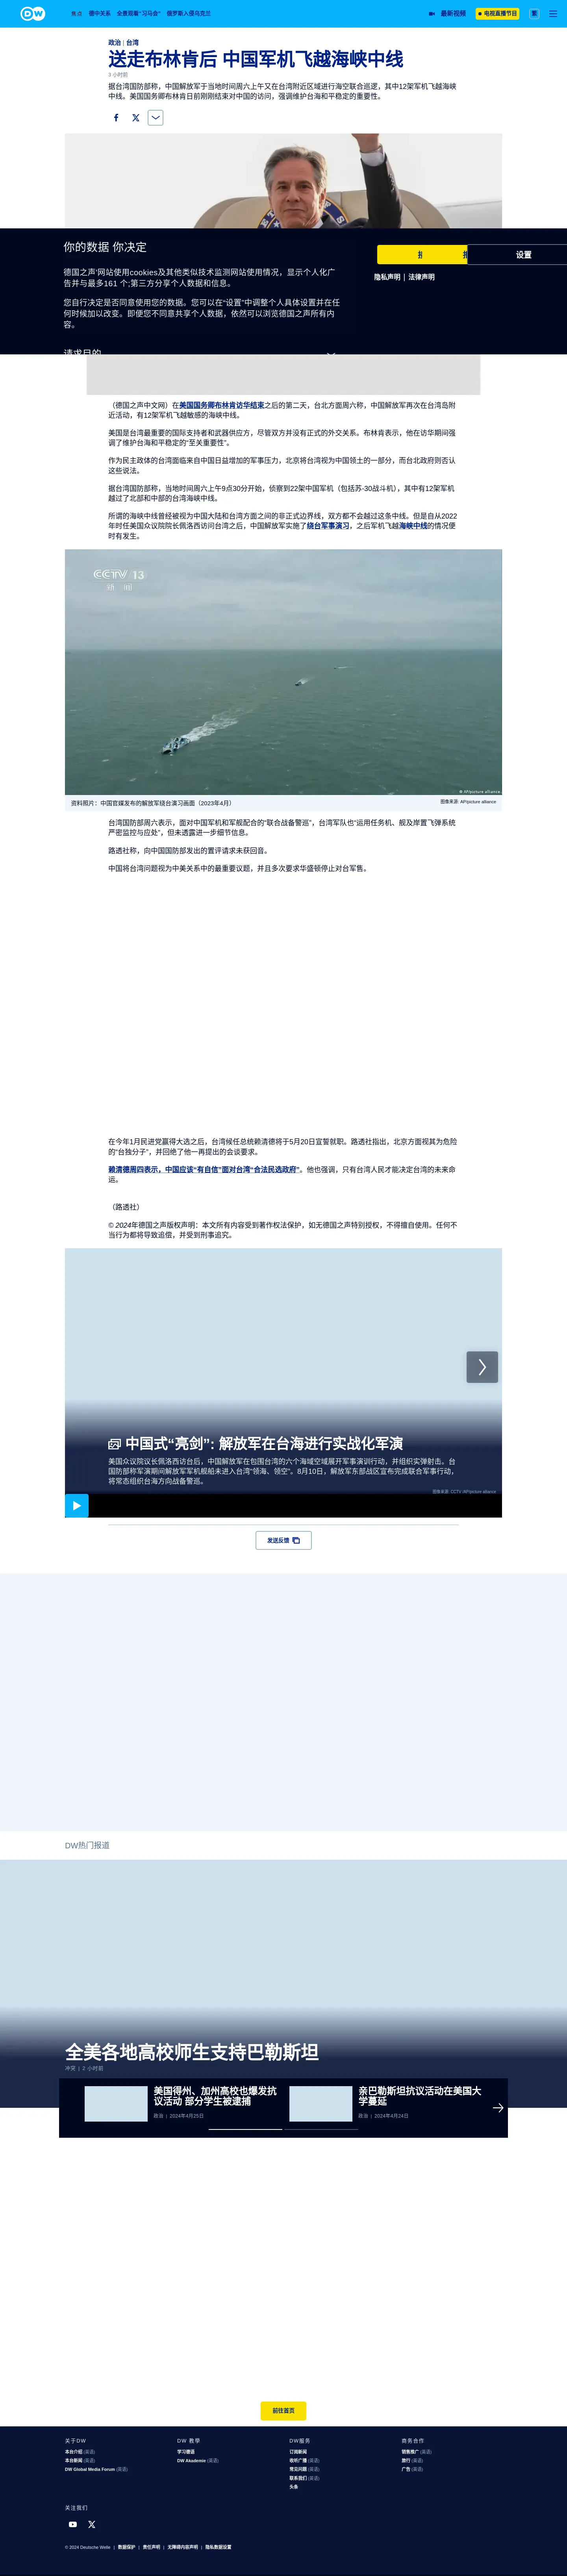 DW
焦点 德中关系 全景观看“习马会” 俄罗斯入侵乌克兰
最新视频
电视直播节目
繁
政治 | 台湾
送走布林肯后 中国军机飞越海峡中线
3 小时前
据台湾国防部称，中国解放军于当地时间周六上午又在台湾附近区域进行海空联合巡逻，其中12架军机飞越海峡
中线。美国国务卿布林肯日前刚刚结束对中国的访问，强调维护台海和平稳定的重要性。
你的数据 你决定
设置
隐私声明 | 法律声明
德国之声'网站使用cookies及其他类似技术监测网站使用情况，显示个人化广
告并与最多161 个;第三方分享个人数据和信息。
您自行决定是否同意使用您的数据。您可以在“设置”中调整个人具体设置并在任
何时候加以改变。即使您不同意共享个人数据，依然可以浏览德国之声所有内
容。
请求目的
（德国之声中文网）在美国国务卿布林肯访华结束之后的第二天，台北方面周六称，中国解放军再次在台湾岛附
近活动，有12架军机飞越敏感的海峡中线。
美国是台湾最重要的国际支持者和武器供应方，尽管双方并没有正式的外交关系。布林肯表示，他在访华期间强
调了维护台海和平稳定的“至关重要性”。
作为民主政体的台湾面临来自中国日益增加的军事压力，北京将台湾视为中国领土的一部分，而台北政府则否认
这些说法。
据台湾国防部称，当地时间周六上午9点30分开始，侦察到22架中国军机（包括苏-30战斗机），其中有12架军机
越过了北部和中部的台湾海峡中线。
所谓的海峡中线曾经被视为中国大陆和台湾方面之间的非正式边界线，双方都不会越过这条中线。但是自从2022
年时任美国众议院院长佩洛西访问台湾之后，中国解放军实施了绕台军事演习，之后军机飞越海峡中线的情况便
时有发生。
CCTV 13
新 闻
© AP/picture alliance
资料照片：中国官媒发布的解放军绕台演习画面（2023年4月）
图像来源: AP/picture alliance
台湾国防部周六表示，面对中国军机和军舰配合的“联合战备警巡”，台湾军队也“运用任务机、舰及岸置飞弹系统
严密监控与应处”，但未透露进一步细节信息。
路透社称，向中国国防部发出的置评请求未获回音。
中国将台湾问题视为中美关系中的最重要议题，并且多次要求华盛顿停止对台军售。
在今年1月民进党赢得大选之后，台湾候任总统赖清德将于5月20日宣誓就职。路透社指出，北京方面视其为危险
的“台独分子”，并回绝了他一再提出的会谈要求。
赖清德周四表示，中国应该“有自信”面对台湾“合法民选政府”。他也强调，只有台湾人民才能决定台湾的未来命
运。
（路透社）
© 2024年德国之声版权声明：本文所有内容受到著作权法保护，如无德国之声特别授权，不得擅自使用。任何不
当行为都将导致追偿，并受到刑事追究。
中国式“亮剑”: 解放军在台海进行实战化军演
美国众议院议长佩洛西访台后，中国解放军在包围台湾的六个海域空域展开军事演训行动，并组织实弹射击。台
国防部称军演期间解放军军机舰船未进入台湾“领海、领空”。8月10日，解放军东部战区宣布完成联合军事行动，
将常态组织台海方向战备警巡。
图像来源: CCTV /AP/picture alliance
发送反馈
DW热门报道
全美各地高校师生支持巴勒斯坦
冲突 | 2 小时前
美国得州、加州高校也爆发抗
议活动 部分学生被逮捕
政治 | 2024年4月25日
亲巴勒斯坦抗议活动在美国大
学蔓延
政治 | 2024年4月24日
前往首页
关于DW
本台介绍 (英语)
本台新闻 (英语)
DW Global Media Forum (英语)
DW 教学
学习德语
DW Akademie (英语)
DW服务
订阅新闻
收听广播 (英语)
常见问题 (英语)
联系我们 (英语)
头条
商务合作
销售推广 (英语)
旅行 (英语)
广告 (英语)
关注我们
© 2024 Deutsche Welle | 数据保护 | 责任声明 | 无障碍内容声明 | 隐私数据设置